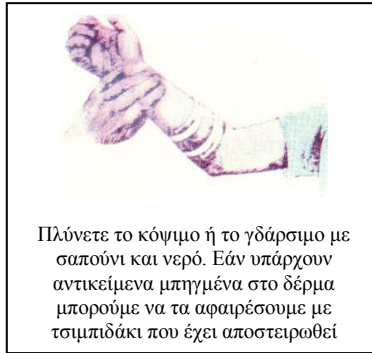 Πλύνετε το κόψιμο ή το γδάρσιμο με
σαπούνι και νερό. Εάν υπάρχουν
αντικείμενα μπηγμένα στο δέρμα
μπορούμε να τα αφαιρέσουμε με
τσιμπιδάκι που έχει αποστειρωθεί